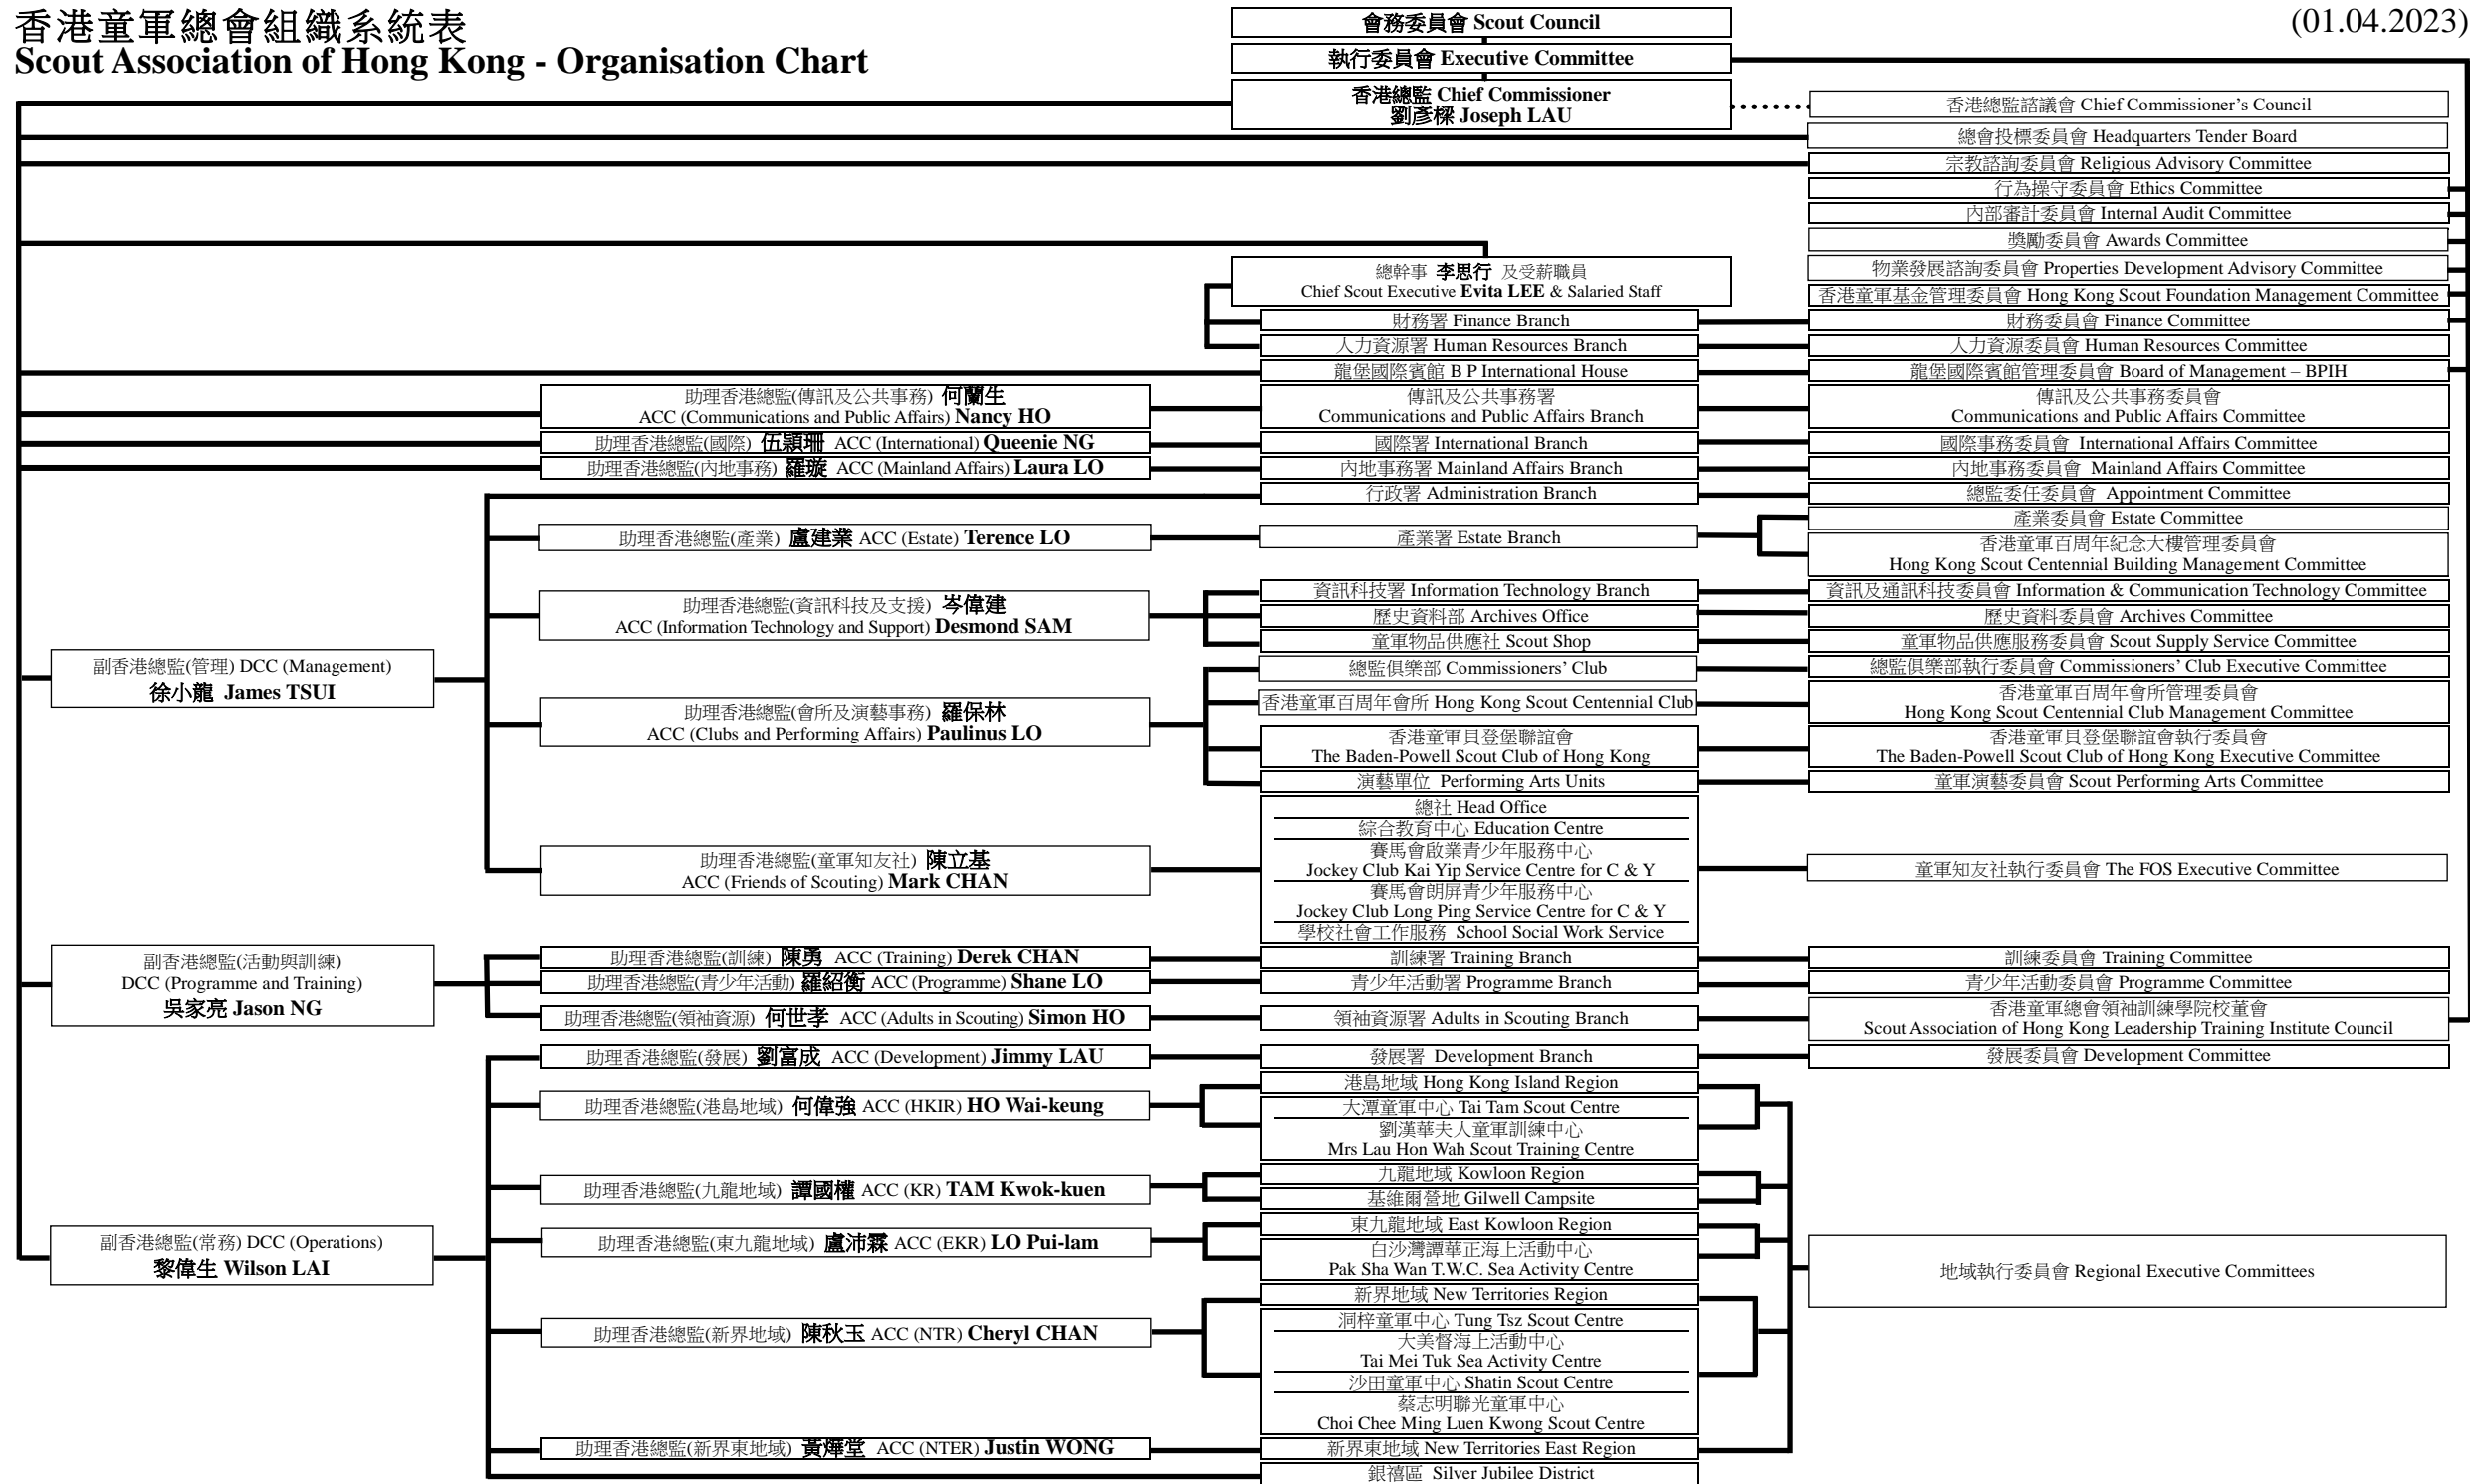 香港童軍總會組織系統表
Scout Association of Hong Kong - Organisation Chart
(01.04.2023)
會務委員會 Scout Council
執行委員會 Executive Committee
香港總監 Chief Commissioner
劉彥樑 Joseph LAU
香港總監諮議會 Chief Commissioner's Council
總會投標委員會 Headquarters Tender Board
宗教諮詢委員會 Religious Advisory Committee
行為操守委員會 Ethics Committee
內部審計委員會 Internal Audit Committee
獎勵委員會 Awards Committee
物業發展諮詢委員會 Properties Development Advisory Committee
香港童軍基金管理委員會 Hong Kong Scout Foundation Management Committee
總幹事 李思行 及受薪職員
Chief Scout Executive Evita LEE & Salaried Staff
財務署 Finance Branch
財務委員會 Finance Committee
人力資源署 Human Resources Branch
人力資源委員會 Human Resources Committee
龍堡國際賓館 B P International House
龍堡國際賓館管理委員會 Board of Management – BPIH
助理香港總監(傳訊及公共事務) 何蘭生
ACC (Communications and Public Affairs) Nancy HO
傳訊及公共事務署
Communications and Public Affairs Branch
傳訊及公共事務委員會
Communications and Public Affairs Committee
助理香港總監(國際) 伍穎珊 ACC (International) Queenie NG
國際署 International Branch
國際事務委員會 International Affairs Committee
助理香港總監(內地事務) 羅璇 ACC (Mainland Affairs) Laura LO
內地事務署 Mainland Affairs Branch
內地事務委員會 Mainland Affairs Committee
行政署 Administration Branch
總監委任委員會 Appointment Committee
助理香港總監(產業) 盧建業 ACC (Estate) Terence LO
產業署 Estate Branch
產業委員會 Estate Committee
香港童軍百周年紀念大樓管理委員會
Hong Kong Scout Centennial Building Management Committee
助理香港總監(資訊科技及支援) 岑偉建
ACC (Information Technology and Support) Desmond SAM
資訊科技署 Information Technology Branch
資訊及通訊科技委員會 Information & Communication Technology Committee
歷史資料部 Archives Office
歷史資料委員會 Archives Committee
童軍物品供應社 Scout Shop
童軍物品供應服務委員會 Scout Supply Service Committee
副香港總監(管理) DCC (Management)
徐小龍 James TSUI
總監俱樂部 Commissioners' Club
總監俱樂部執行委員會 Commissioners' Club Executive Committee
助理香港總監(會所及演藝事務) 羅保林
ACC (Clubs and Performing Affairs) Paulinus LO
香港童軍百周年會所 Hong Kong Scout Centennial Club
香港童軍百周年會所管理委員會
Hong Kong Scout Centennial Club Management Committee
香港童軍貝登堡聯誼會
The Baden-Powell Scout Club of Hong Kong
香港童軍貝登堡聯誼會執行委員會
The Baden-Powell Scout Club of Hong Kong Executive Committee
演藝單位 Performing Arts Units
童軍演藝委員會 Scout Performing Arts Committee
助理香港總監(童軍知友社) 陳立基
ACC (Friends of Scouting) Mark CHAN
總社 Head Office
綜合教育中心 Education Centre
賽馬會啟業青少年服務中心
Jockey Club Kai Yip Service Centre for C & Y
賽馬會朗屏青少年服務中心
Jockey Club Long Ping Service Centre for C & Y
學校社會工作服務 School Social Work Service
童軍知友社執行委員會 The FOS Executive Committee
副香港總監(活動與訓練)
DCC (Programme and Training)
吳家亮 Jason NG
助理香港總監(訓練) 陳勇 ACC (Training) Derek CHAN
訓練署 Training Branch
訓練委員會 Training Committee
助理香港總監(青少年活動) 羅紹衡 ACC (Programme) Shane LO
青少年活動署 Programme Branch
青少年活動委員會 Programme Committee
助理香港總監(領袖資源) 何世孝 ACC (Adults in Scouting) Simon HO
領袖資源署 Adults in Scouting Branch
香港童軍總會領袖訓練學院校董會
Scout Association of Hong Kong Leadership Training Institute Council
助理香港總監(發展) 劉富成 ACC (Development) Jimmy LAU
發展署 Development Branch
發展委員會 Development Committee
助理香港總監(港島地域) 何偉強 ACC (HKIR) HO Wai-keung
港島地域 Hong Kong Island Region
大潭童軍中心 Tai Tam Scout Centre
劉漢華夫人童軍訓練中心
Mrs Lau Hon Wah Scout Training Centre
助理香港總監(九龍地域) 譚國權 ACC (KR) TAM Kwok-kuen
九龍地域 Kowloon Region
基維爾營地 Gilwell Campsite
副香港總監(常務) DCC (Operations)
黎偉生 Wilson LAI
助理香港總監(東九龍地域) 盧沛霖 ACC (EKR) LO Pui-lam
東九龍地域 East Kowloon Region
白沙灣譚華正海上活動中心
Pak Sha Wan T.W.C. Sea Activity Centre
地域執行委員會 Regional Executive Committees
助理香港總監(新界地域) 陳秋玉 ACC (NTR) Cheryl CHAN
新界地域 New Territories Region
洞梓童軍中心 Tung Tsz Scout Centre
大美督海上活動中心
Tai Mei Tuk Sea Activity Centre
沙田童軍中心 Shatin Scout Centre
蔡志明聯光童軍中心
Choi Chee Ming Luen Kwong Scout Centre
助理香港總監(新界東地域) 黃燀堂 ACC (NTER) Justin WONG
新界東地域 New Territories East Region
銀禧區 Silver Jubilee District